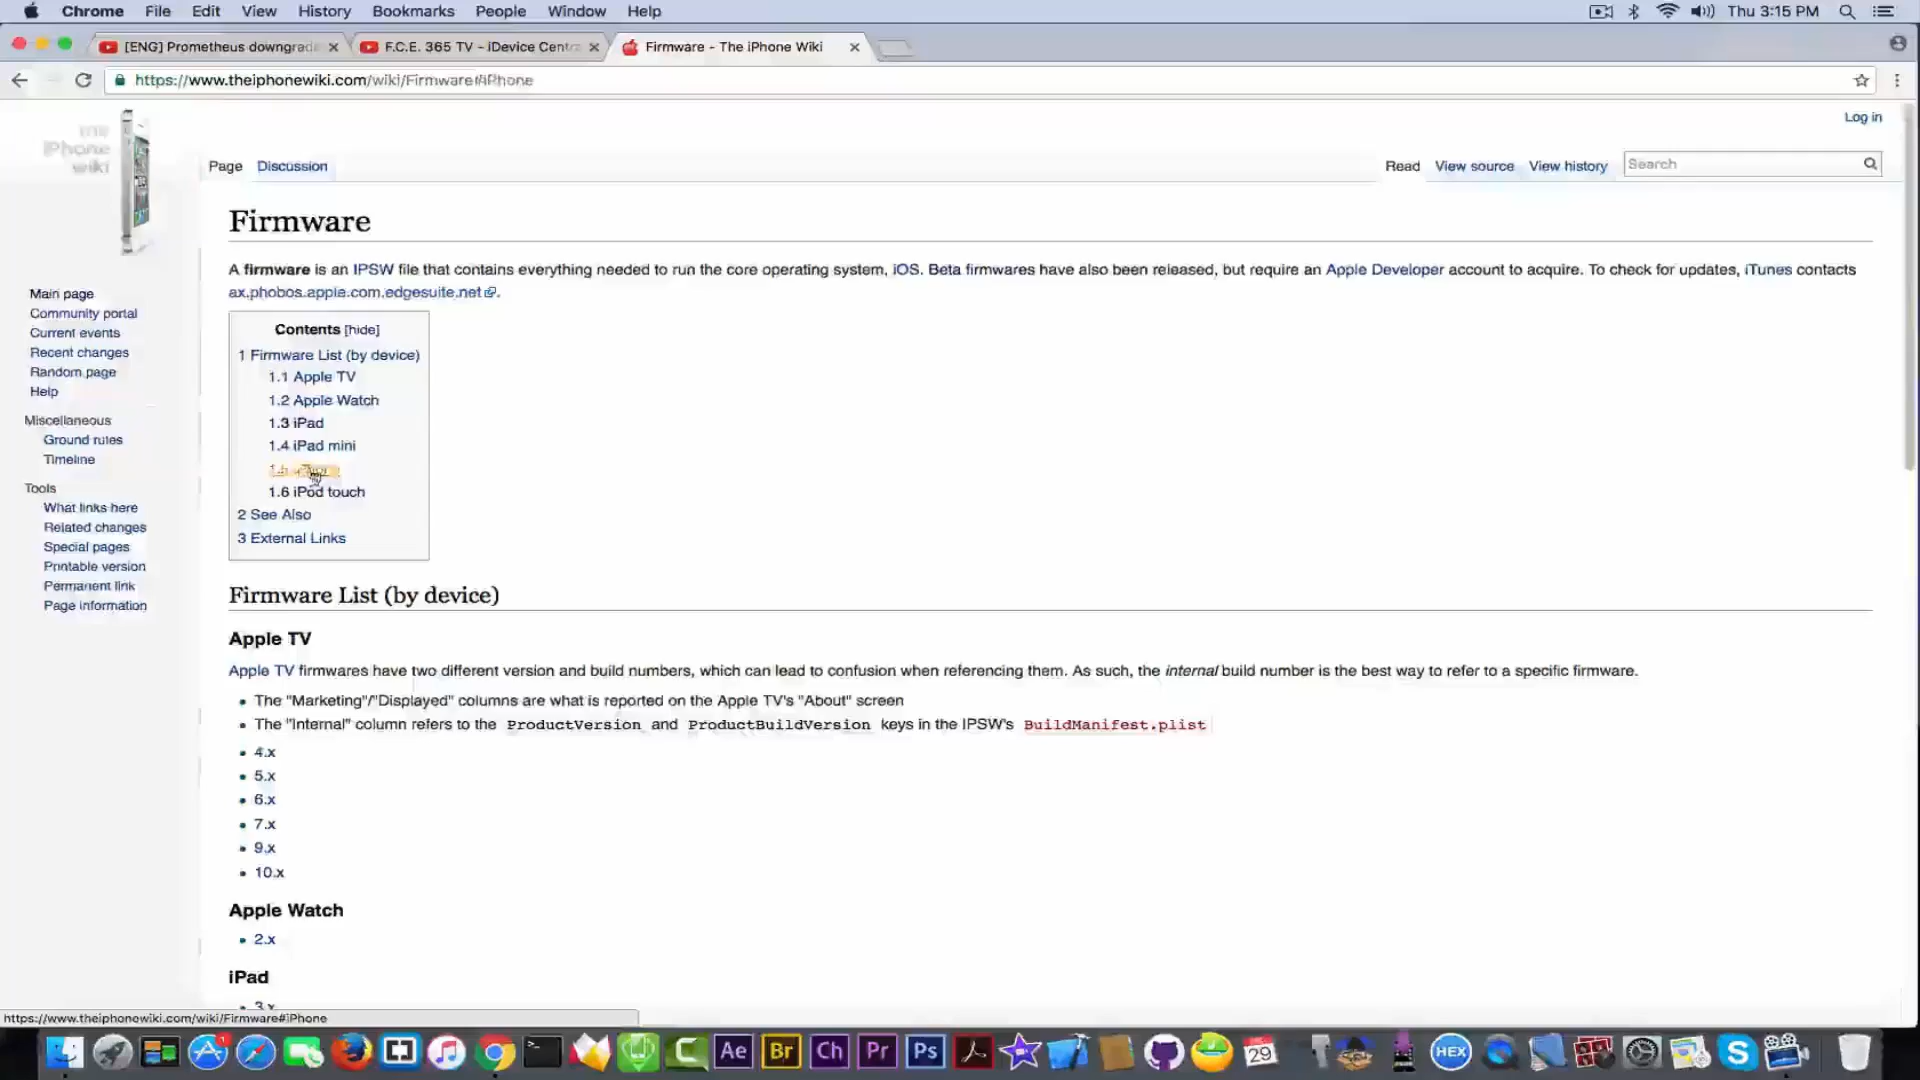 Chrome File Edit View History Bookmarks People Window Help Thu 3:15 PM
[ENG] Prometheus downgrade F.C.E. 365 TV - iDevice Centr Firmware - The iPhone Wiki
https://www.theiphonewiki.com/wiki/Firmware#iPhone
Log in
the
iPhone
wiki
Page Discussion Read View source View history Search
Firmware
A firmware is an IPSW file that contains everything needed to run the core operating system, iOS. Beta firmwares have also been released, but require an Apple Developer account to acquire. To check for updates, iTunes contacts
ax.phobos.apple.com.edgesuite.net.
Main page
Community portal
Current events
Recent changes
Random page
Help
Miscellaneous
Ground rules
Timeline
Tools
What links here
Related changes
Special pages
Printable version
Permanent link
Page information
Contents [hide]
1 Firmware List (by device)
1.1 Apple TV
1.2 Apple Watch
1.3 iPad
1.4 iPad mini
1.6 iPod touch
2 See Also
3 External Links
Firmware List (by device)
Apple TV
Apple TV firmwares have two different version and build numbers, which can lead to confusion when referencing them. As such, the internal build number is the best way to refer to a specific firmware.
The "Marketing"/"Displayed" columns are what is reported on the Apple TV's "About" screen
The "Internal" column refers to the ProductVersion and ProductBuildVersion keys in the IPSW's BuildManifest.plist
4.x
5.x
6.x
7.x
9.x
10.x
Apple Watch
2.x
iPad
3.x
https://www.theiphonewiki.com/wiki/Firmware#iPhone
Ae Br Ch Pr Ps 29 HEX S